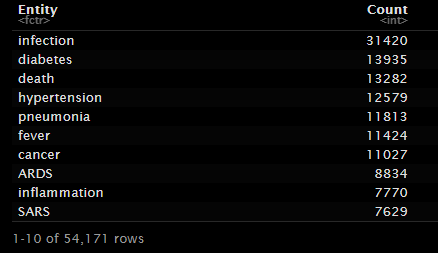 Entity Count
<fctr> <int>
infection 31420
diabetes 13935
death 13282
hypertension 12579
pneumonia 11813
fever 11424
cancer 11027
ARDS 8834
inflammation 7770
SARS 7629
1-10 of 54,171 rows